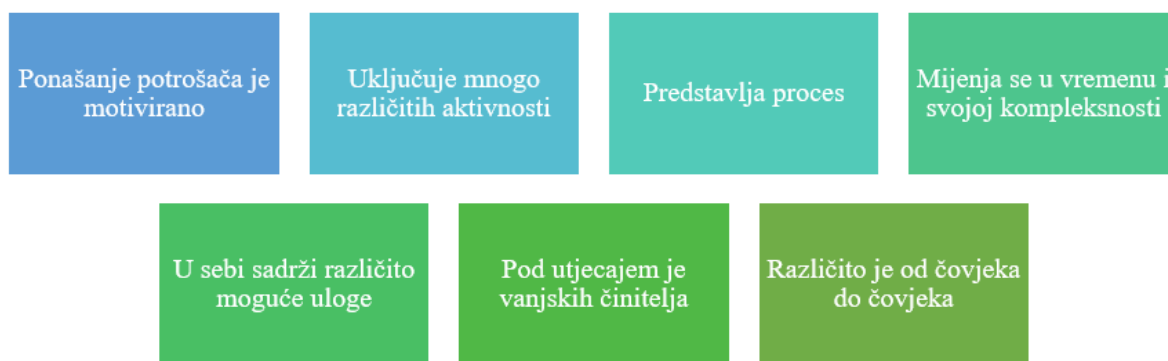 Ponašanje potrošača je
motivirano
Uključuje mnogo
različitih aktivnosti
Predstavlja proces
Mijenja se u vremenu i
svojoj kompleksnosti
U sebi sadrži različito
moguće uloge
Pod utjecajem je
vanjskih činitelja
Različito je od čovjeka
do čovjeka